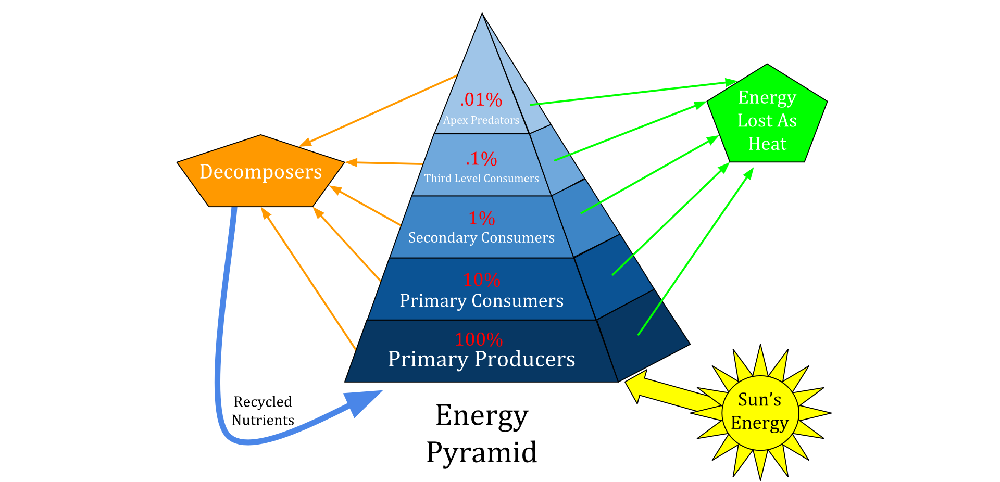 .01%
Apex Predators
.1%
Third Level Consumers
1%
Secondary Consumers
10%
Primary Consumers
100%
Primary Producers
Decomposers
Energy
Lost As
Heat
Recycled
Nutrients
Sun's
Energy
Energy
Pyramid